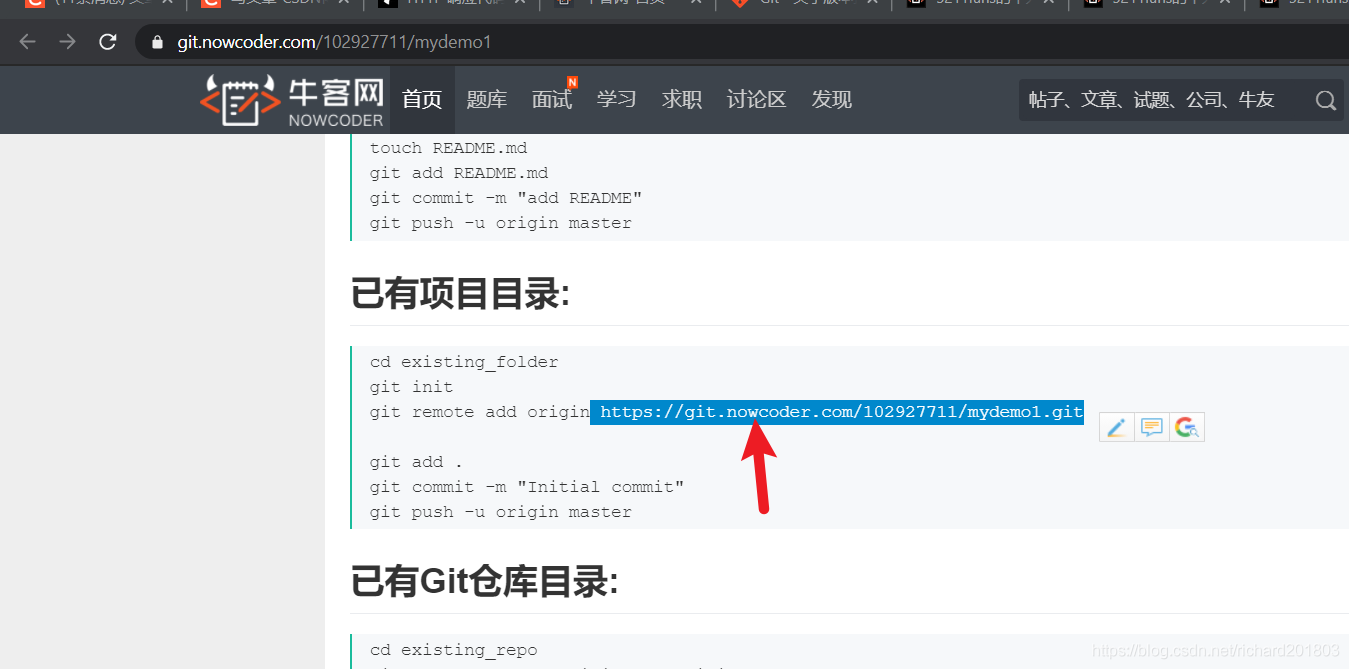 git.nowcoder.com/102927711/mydemo1
牛客网
NOWCODER
首页 题库 面试 N 学习 求职 讨论区 发现
帖子、文章、试题、公司、牛友
touch README.md
git add README.md
git commit -m "add README"
git push -u origin master
已有项目目录:
cd existing_folder
git init
git remote add origin https://git.nowcoder.com/102927711/mydemo1.git
git add .
git commit -m "Initial commit"
git push -u origin master
已有Git仓库目录:
cd existing_repo
https://blog.csdn.net/richard201803